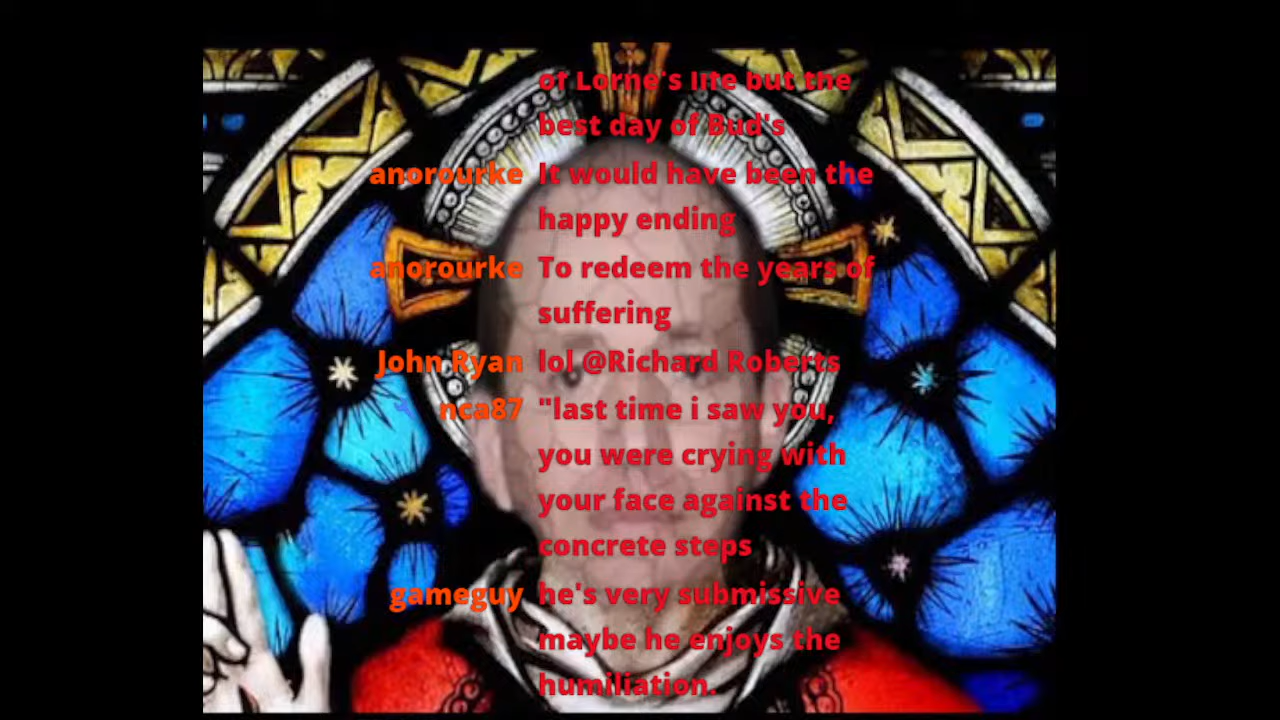 of Lorne's life but the
best day of Bud's
anorourke It would have been the
happy ending
anorourke To redeem the years of
suffering
John Ryan lol @Richard Roberts
nca87 "last time i saw you,
you were crying with
your face against the
concrete steps
gameguy he's very submissive
maybe he enjoys the
humiliation.